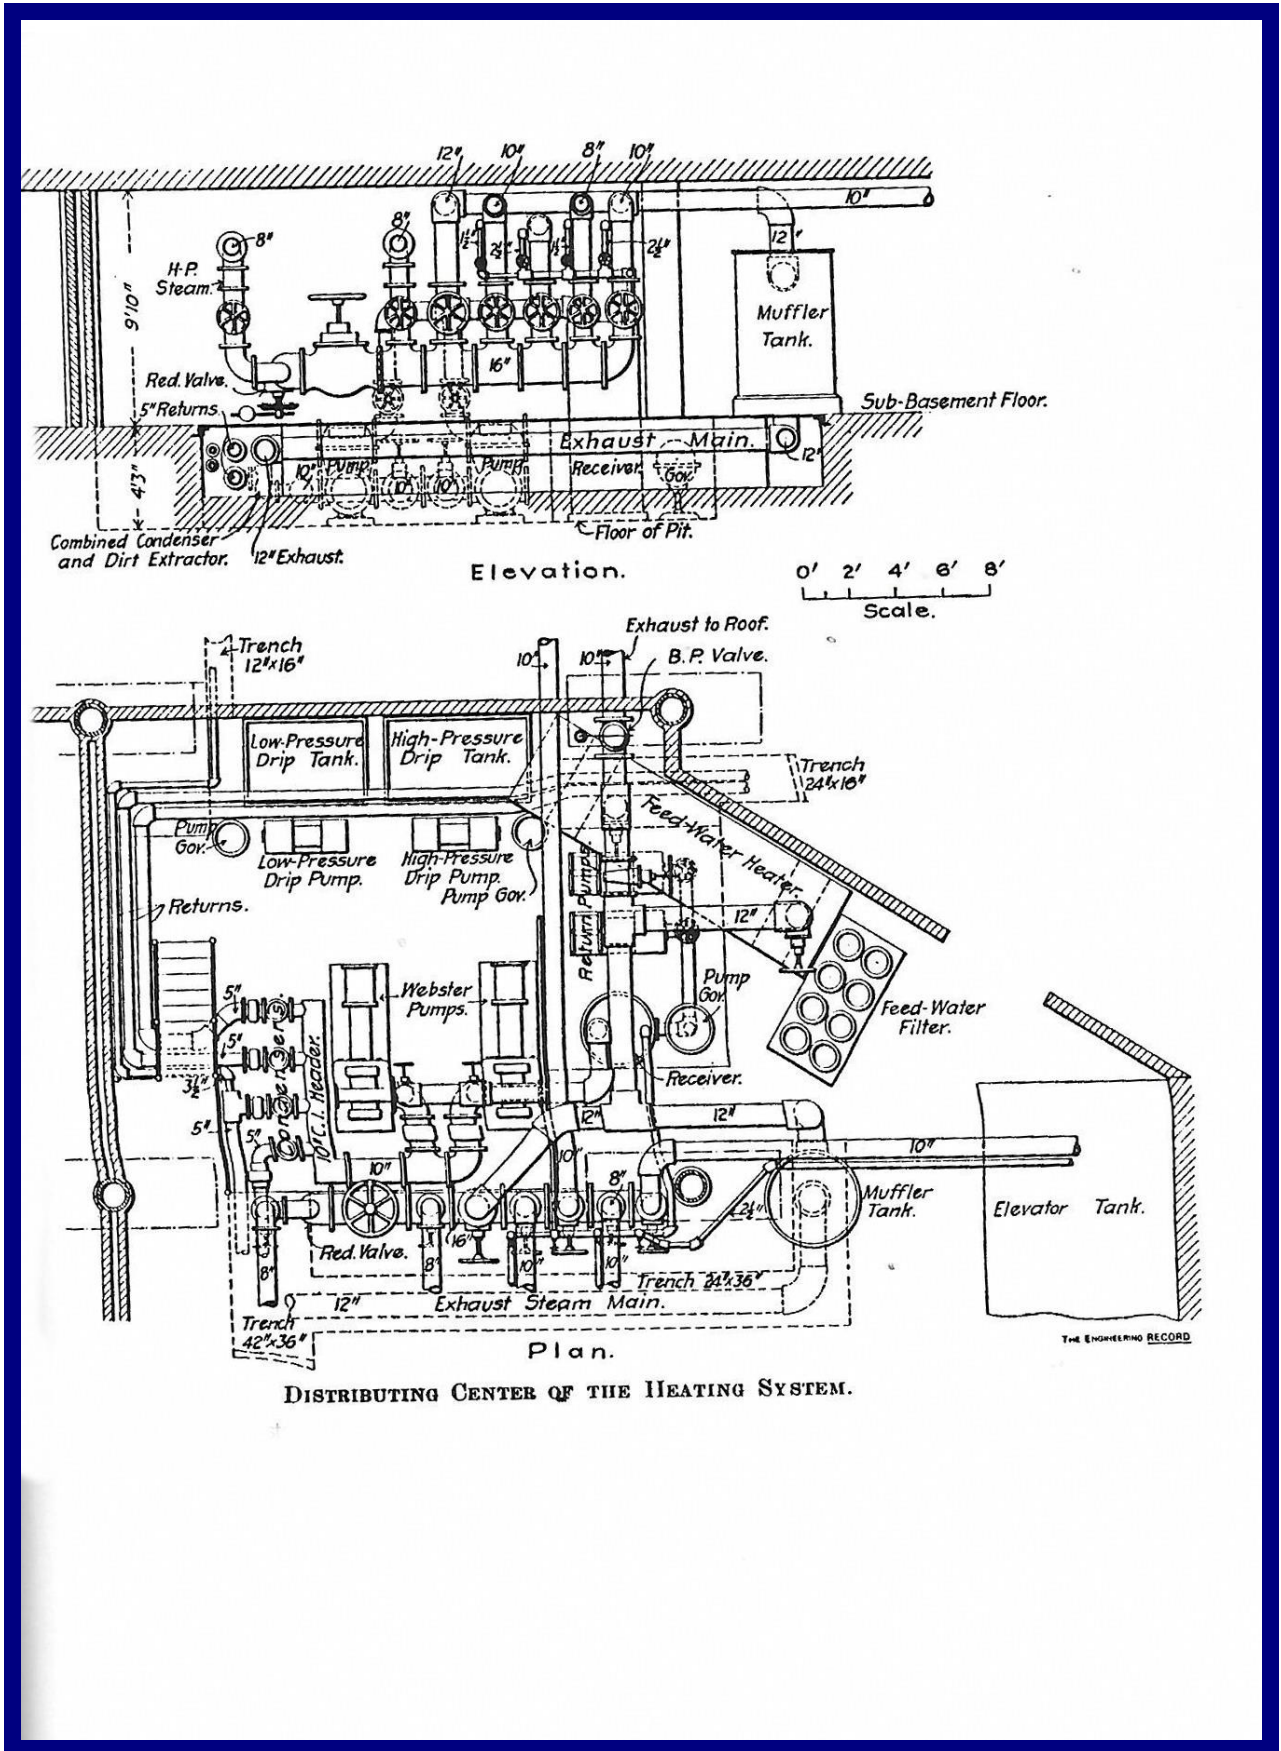 12" 10" 8" 10"
10"
8" 8"
1½" 2½" 1½" 2½"
12"
H.P.
Steam.
9'10"
Muffler
Tank.
16"
Red. Valve.
5" Returns.
Sub-Basement Floor.
Exhaust Main.
12"
4'3"
10" Pump Pump Receiver. Gov.
10" 10"
Floor of Pit.
Combined Condenser
and Dirt Extractor.
12" Exhaust.
Elevation.
0' 2' 4' 6' 8'
Scale.
Exhaust to Roof.
Trench
12"x16"
10" 10" B.P. Valve.
Low-Pressure
Drip Tank.
High-Pressure
Drip Tank.
Trench
24"x16"
Feed-Water Heater.
Pump
Gov.
Low-Pressure
Drip Pump.
High-Pressure
Drip Pump.
Pump Gov.
Return Pumps.
Returns.
12"
Webster
Pumps.
Pump
Gov.
Feed-Water
Filter.
5"
5"
Condensers.
10" C.I. Header.
3½"
5"
5"
Receiver.
12" 12"
10"
10" 10"
8"
Muffler
Tank.
Elevator Tank.
2½"
Red. Valve.
16"
8" 8" 10" 10"
Trench 24"x36"
12" Exhaust Steam Main.
Trench
42"x36"
Plan.
THE ENGINEERING RECORD
DISTRIBUTING CENTER OF THE HEATING SYSTEM.